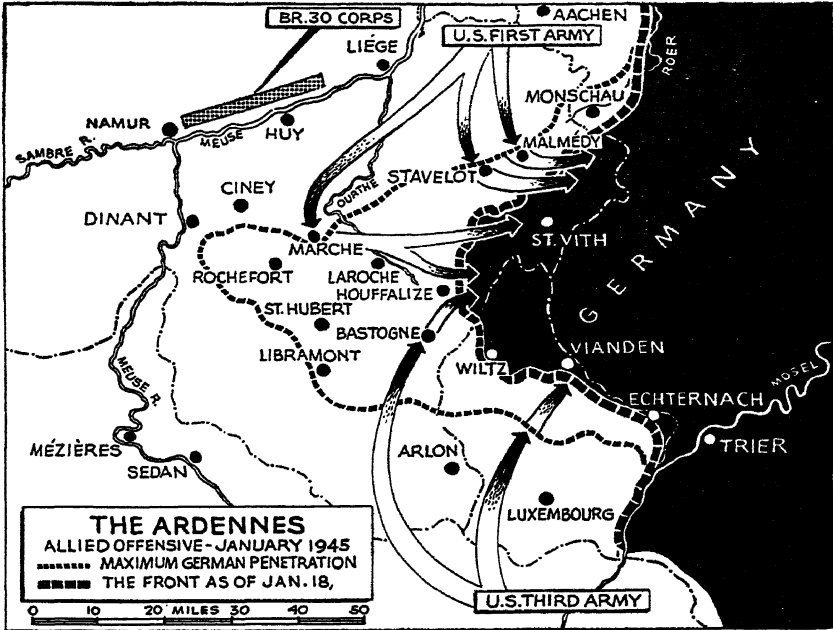 BR.30 CORPS
AACHEN
U.S. FIRST ARMY
LIÉGE
ROER
MONSCHAU
NAMUR
MEUSE
HUY
MALMÉDY
SAMBRE R.
STAVELOT
CINEY
OURTHE
DINANT
ST. VITH
MARCHE
GERMANY
ROCHEFORT
LAROCHE
HOUFFALIZE
ST. HUBERT
BASTOGNE
VIANDEN
LIBRAMONT
WILTZ
MEUSE R.
MOSEL
ECHTERNACH
MÉZIÈRES
SEDAN
ARLON
TRIER
LUXEMBOURG
THE ARDENNES
ALLIED OFFENSIVE-JANUARY 1945
MAXIMUM GERMAN PENETRATION
THE FRONT AS OF JAN. 18,
0 10 20 MILES 30 40 50
U.S. THIRD ARMY